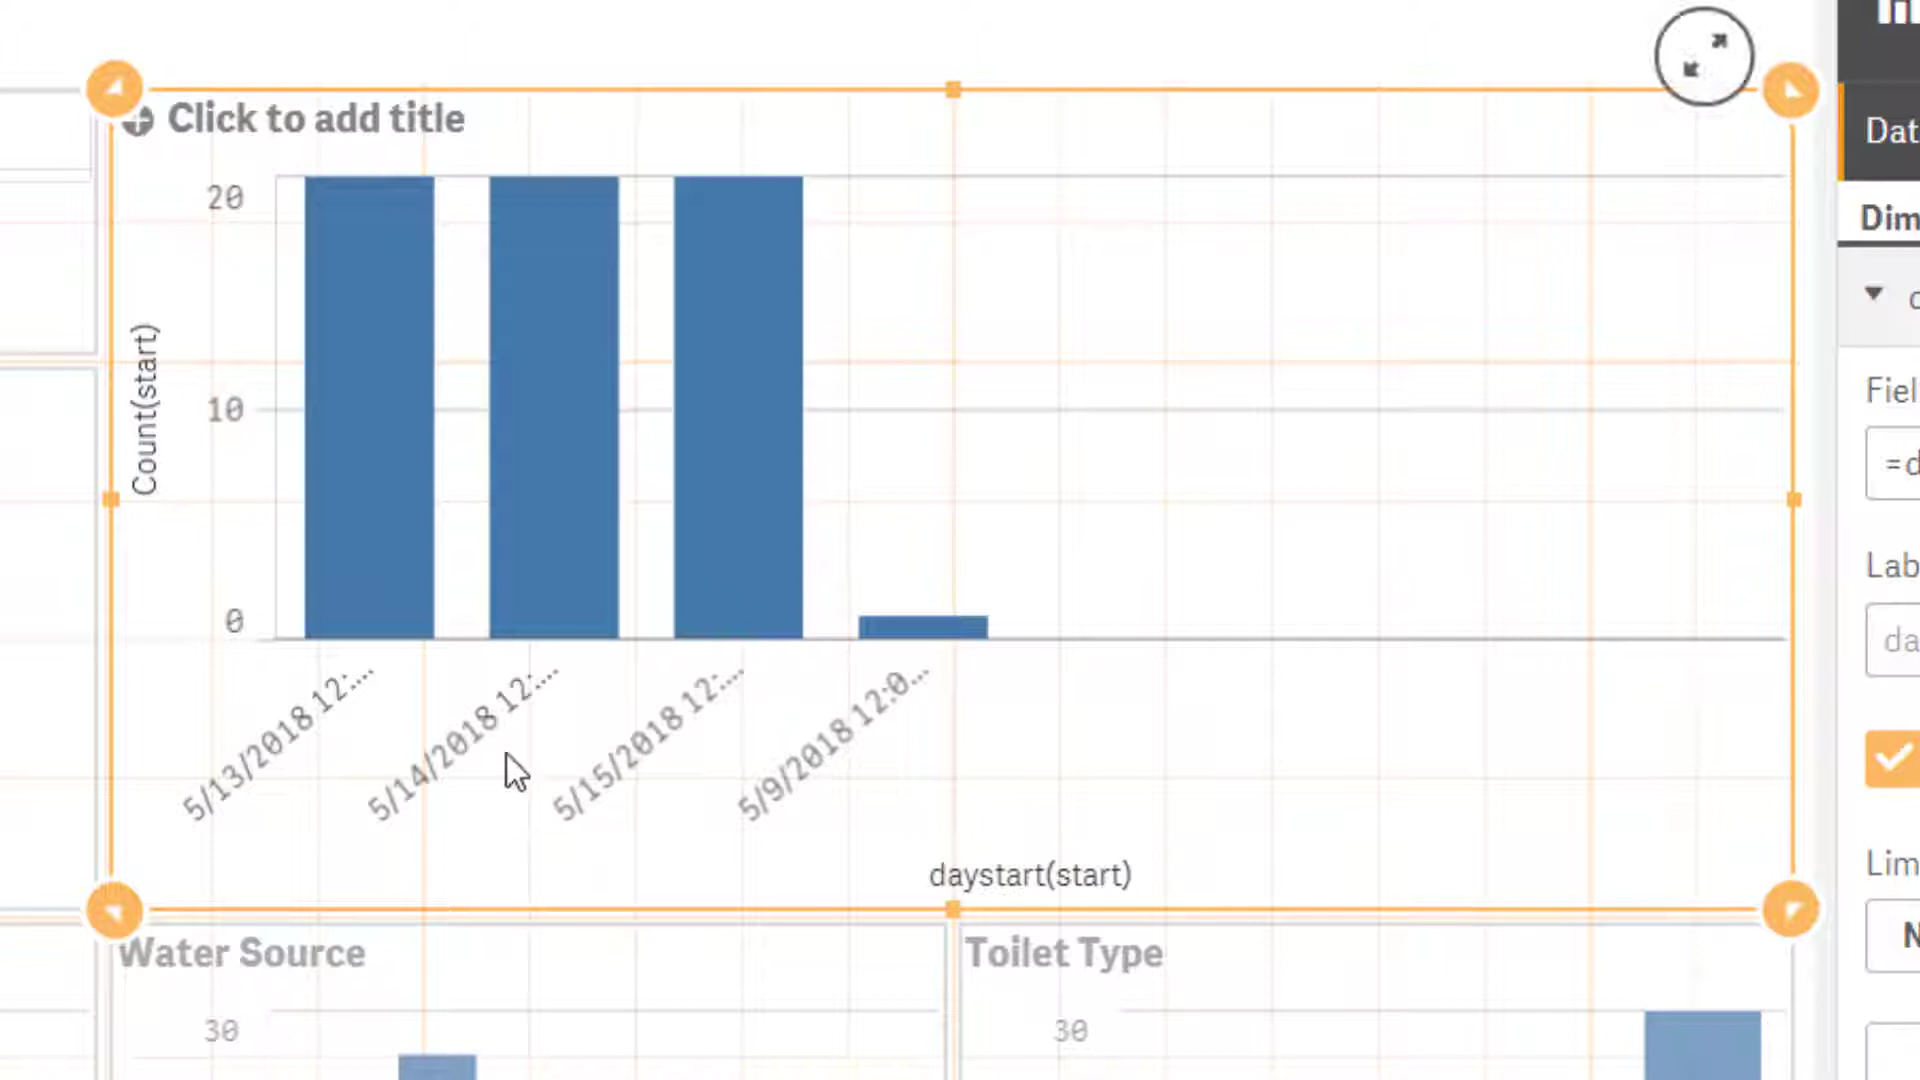 Click to add title
20
10
0
Count(start)
5/13/2018 12:...
5/14/2018 12:...
5/15/2018 12:...
5/9/2018 12:0...
daystart(start)
Water Source
30
Toilet Type
30
Dat
Dim
Fiel
=d
Lab
da
Lim
N